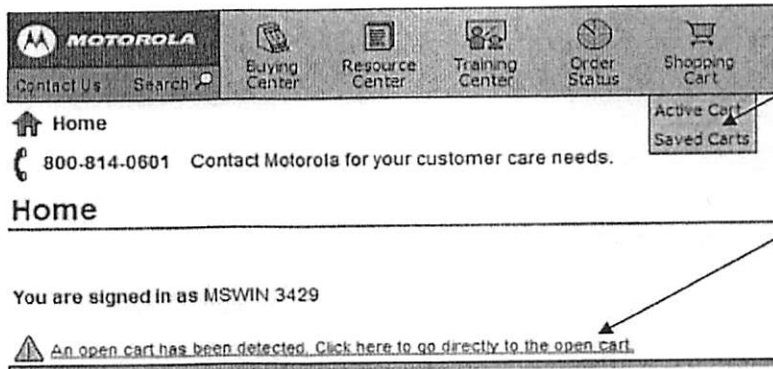 MOTOROLA
Contact Us Search
Buying Center
Resource Center
Training Center
Order Status
Shopping Cart
Active Cart
Saved Carts
Home
800-814-0601 Contact Motorola for your customer care needs.
Home
You are signed in as MSWIN 3429
An open cart has been detected. Click here to go directly to the open cart.